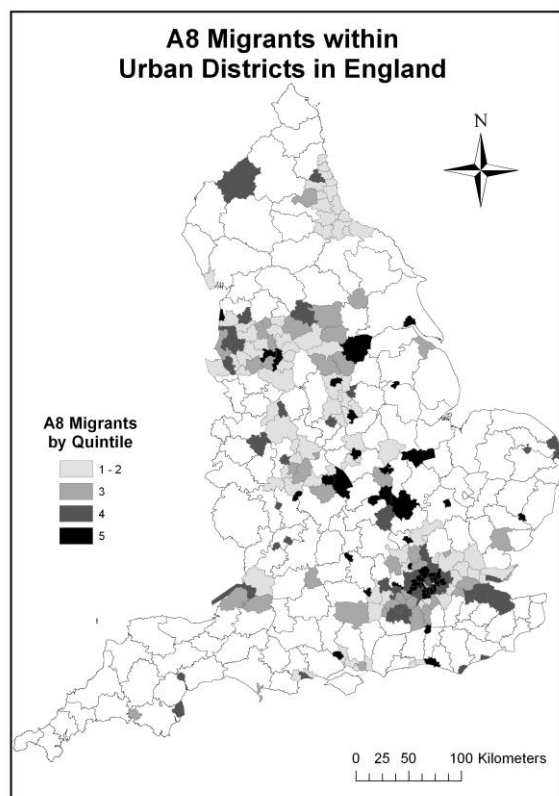 A8 Migrants within
Urban Districts in England
N
A8 Migrants
by Quintile
1 - 2
3
4
5
0 25 50 100 Kilometers